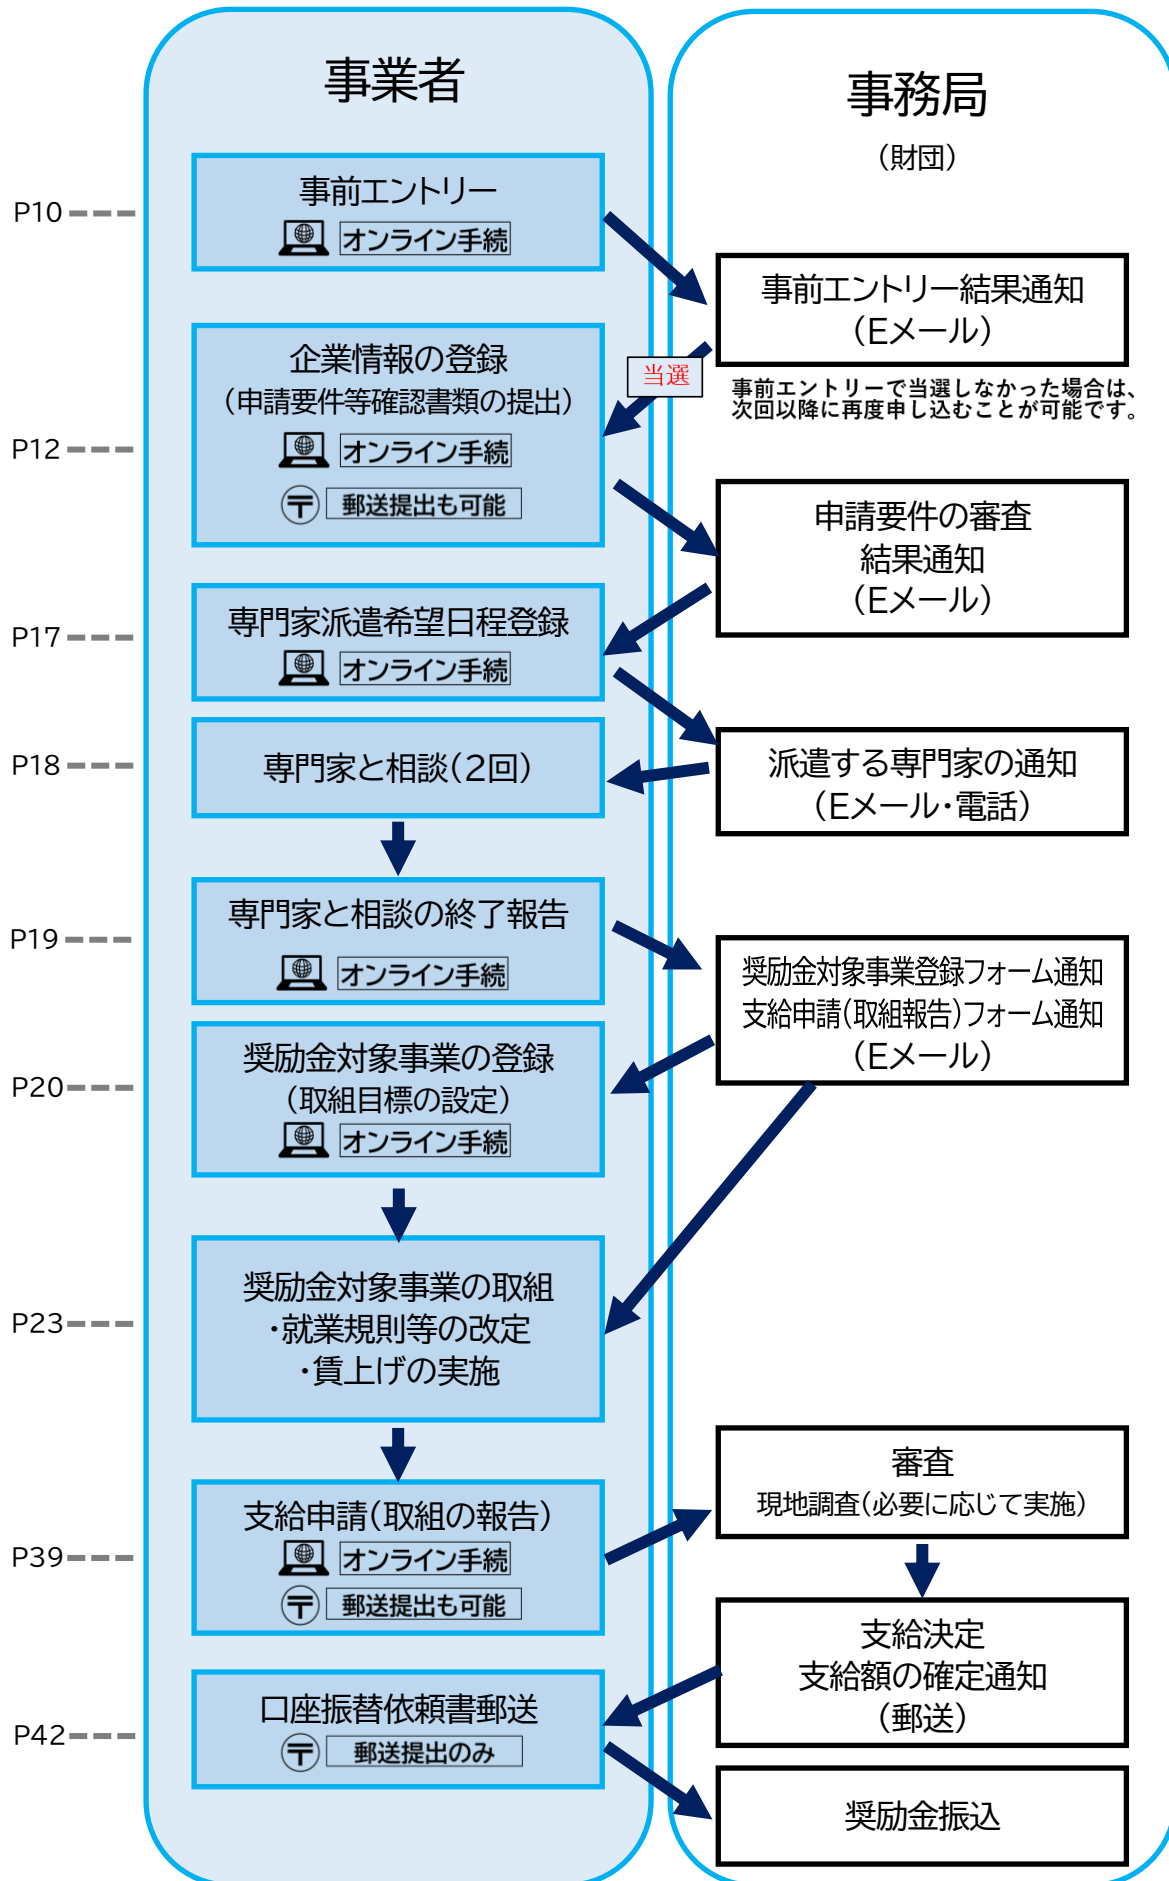 事業者
事務局
（財団）
P10
事前エントリー
オンライン手続
事前エントリー結果通知
（Eメール）
当選
事前エントリーで当選しなかった場合は、
次回以降に再度申し込むことが可能です。
P12
企業情報の登録
（申請要件等確認書類の提出）
オンライン手続
〒 郵送提出も可能
申請要件の審査
結果通知
（Eメール）
P17
専門家派遣希望日程登録
オンライン手続
派遣する専門家の通知
（Eメール・電話）
P18
専門家と相談（2回）
P19
専門家と相談の終了報告
オンライン手続
奨励金対象事業登録フォーム通知
支給申請（取組報告）フォーム通知
（Eメール）
P20
奨励金対象事業の登録
（取組目標の設定）
オンライン手続
P23
奨励金対象事業の取組
・就業規則等の改定
・賃上げの実施
P39
支給申請（取組の報告）
オンライン手続
〒 郵送提出も可能
審査
現地調査（必要に応じて実施）
支給決定
支給額の確定通知
（郵送）
P42
口座振替依頼書郵送
〒 郵送提出のみ
奨励金振込